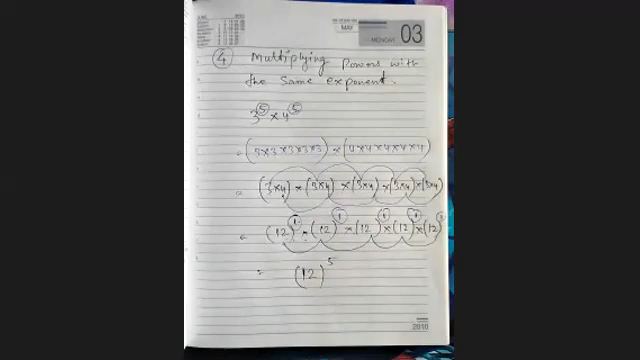 MAY
MONDAY 03
④ Multiplying Powers with
the Same exponent.
3⁵ × 4⁵
= (3×3×3×3×3) × (4×4×4×4×4)
= (3×4) × (3×4) × (3×4) × (3×4) × (3×4)
= (12)¹ × (12)¹ × (12)¹ × (12)¹ × (12)¹
= (12)⁵
2010